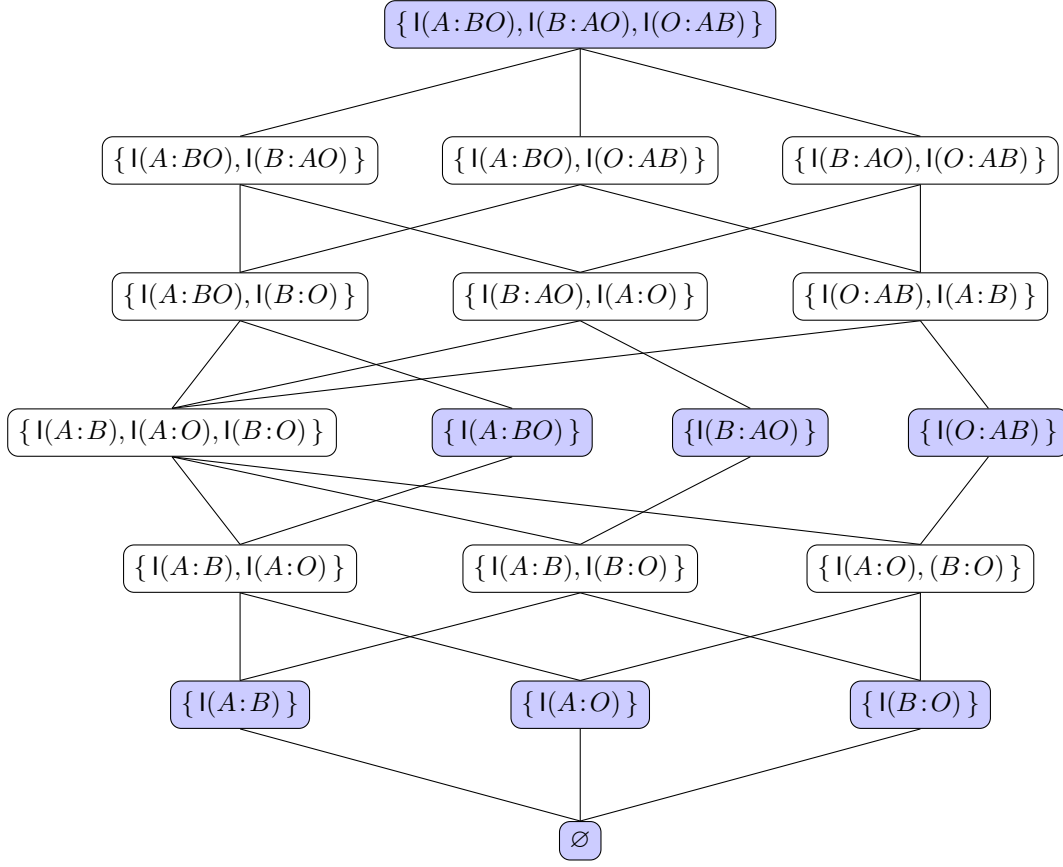 { I(A:BO), I(B:AO), I(O:AB) }
{ I(A:BO), I(B:AO) } { I(A:BO), I(O:AB) } { I(B:AO), I(O:AB) }
{ I(A:BO), I(B:O) } { I(B:AO), I(A:O) } { I(O:AB), I(A:B) }
{ I(A:B), I(A:O), I(B:O) } { I(A:BO) } {I(B:AO) } { I(O:AB) }
{ I(A:B), I(A:O) } { I(A:B), I(B:O) } { I(A:O), (B:O) }
{ I(A:B) } { I(A:O) } { I(B:O) }
∅